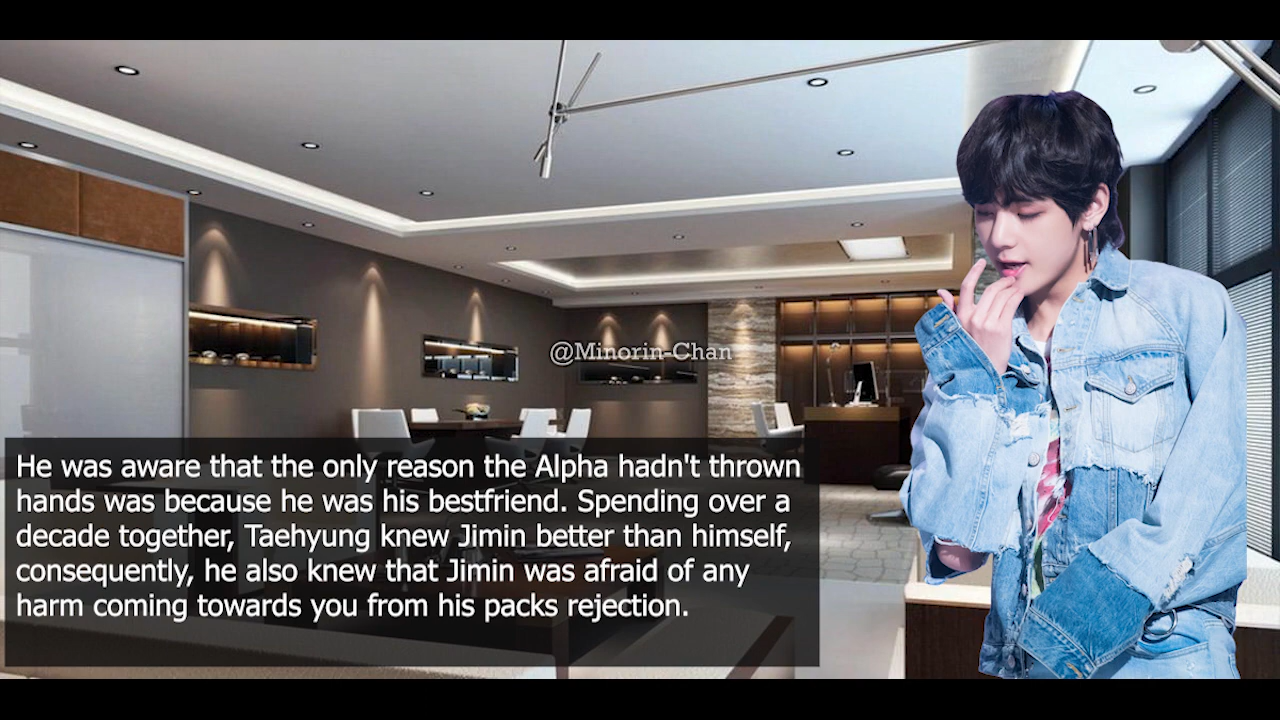 @Minorin-Chan
He was aware that the only reason the Alpha hadn't thrown
hands was because he was his bestfriend. Spending over a
decade together, Taehyung knew Jimin better than himself,
consequently, he also knew that Jimin was afraid of any
harm coming towards you from his packs rejection.